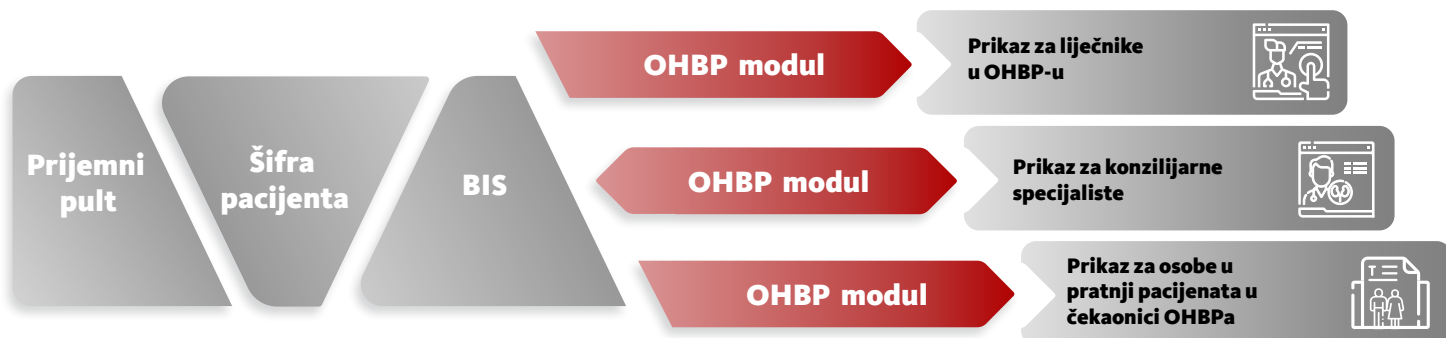 Prijemni
pult
Šifra
pacijenta
BIS
OHBP modul
Prikaz za liječnike
u OHBP-u
OHBP modul
Prikaz za konzilijarne
specijaliste
OHBP modul
Prikaz za osobe u
pratnji pacijenata u
čekaonici OHBPa
T